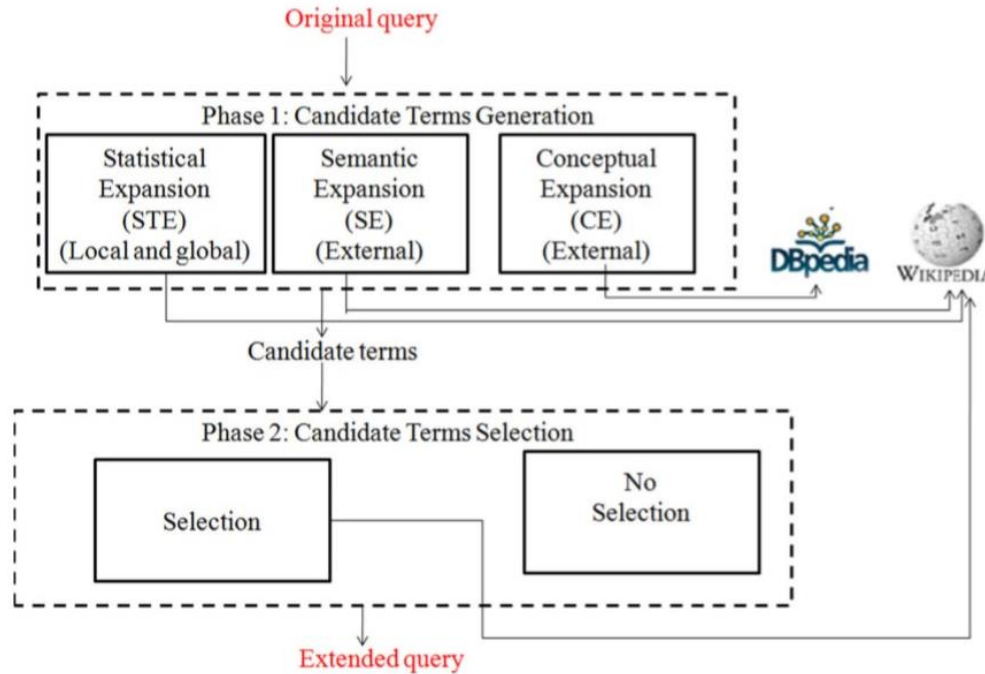 Original query
Phase 1: Candidate Terms Generation
Statistical
Expansion
(STE)
(Local and global)
Semantic
Expansion
(SE)
(External)
Conceptual
Expansion
(CE)
(External)
DBpedia
WIKIPEDIA
Candidate terms
Phase 2: Candidate Terms Selection
Selection
No
Selection
Extended query